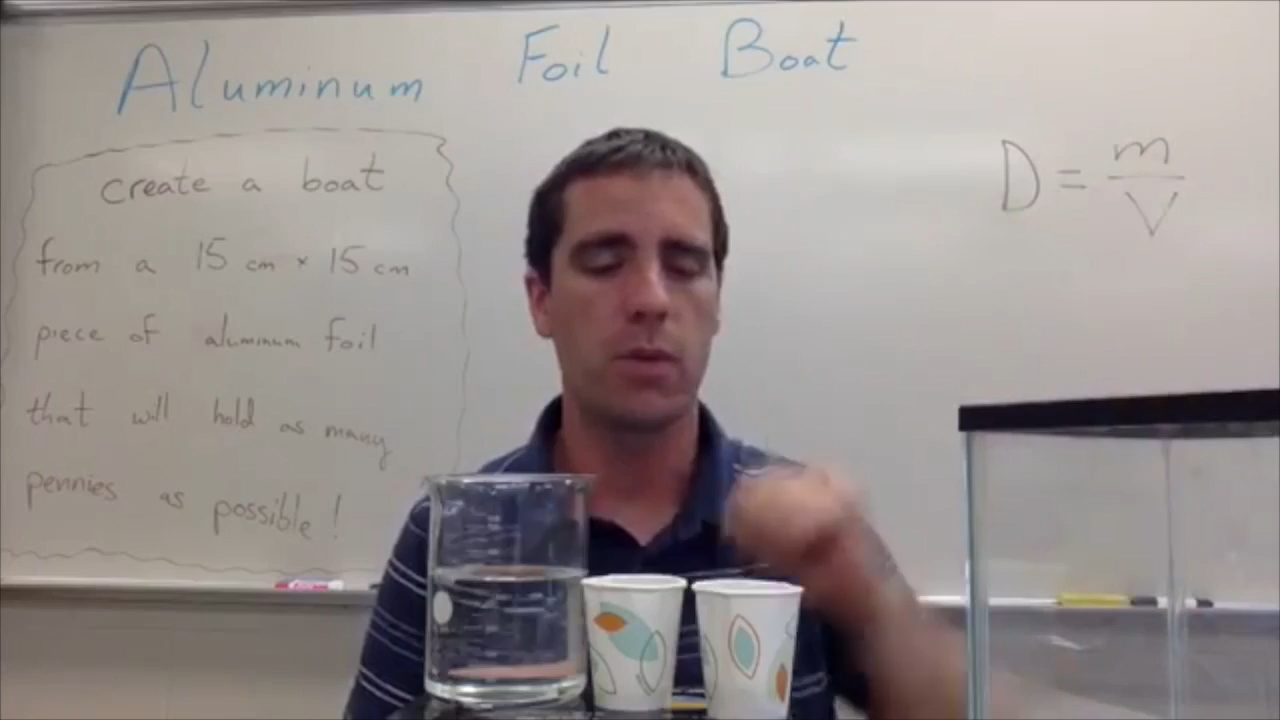 Aluminum Foil Boat
create a boat
from a 15 cm × 15 cm
piece of aluminum foil
that will hold as many
pennies as possible!
D = m
V